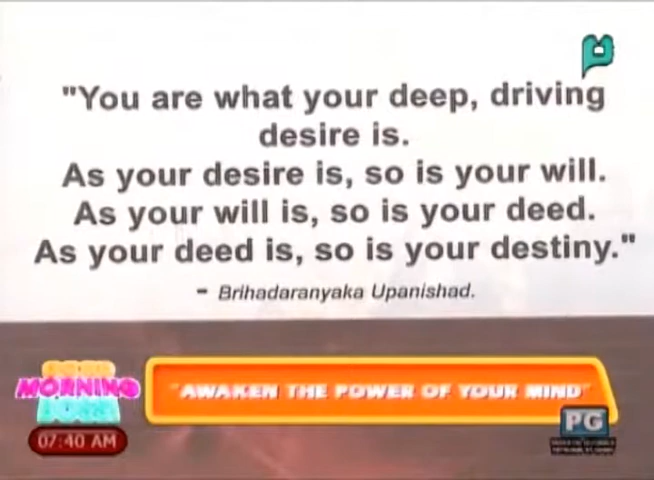 "You are what your deep, driving
desire is.
As your desire is, so is your will.
As your will is, so is your deed.
As your deed is, so is your destiny."
- Brihadaranyaka Upanishad.
GOOD
MORNING
BOSS
"AWAKEN THE POWER OF YOUR MIND"
07:40 AM
PG